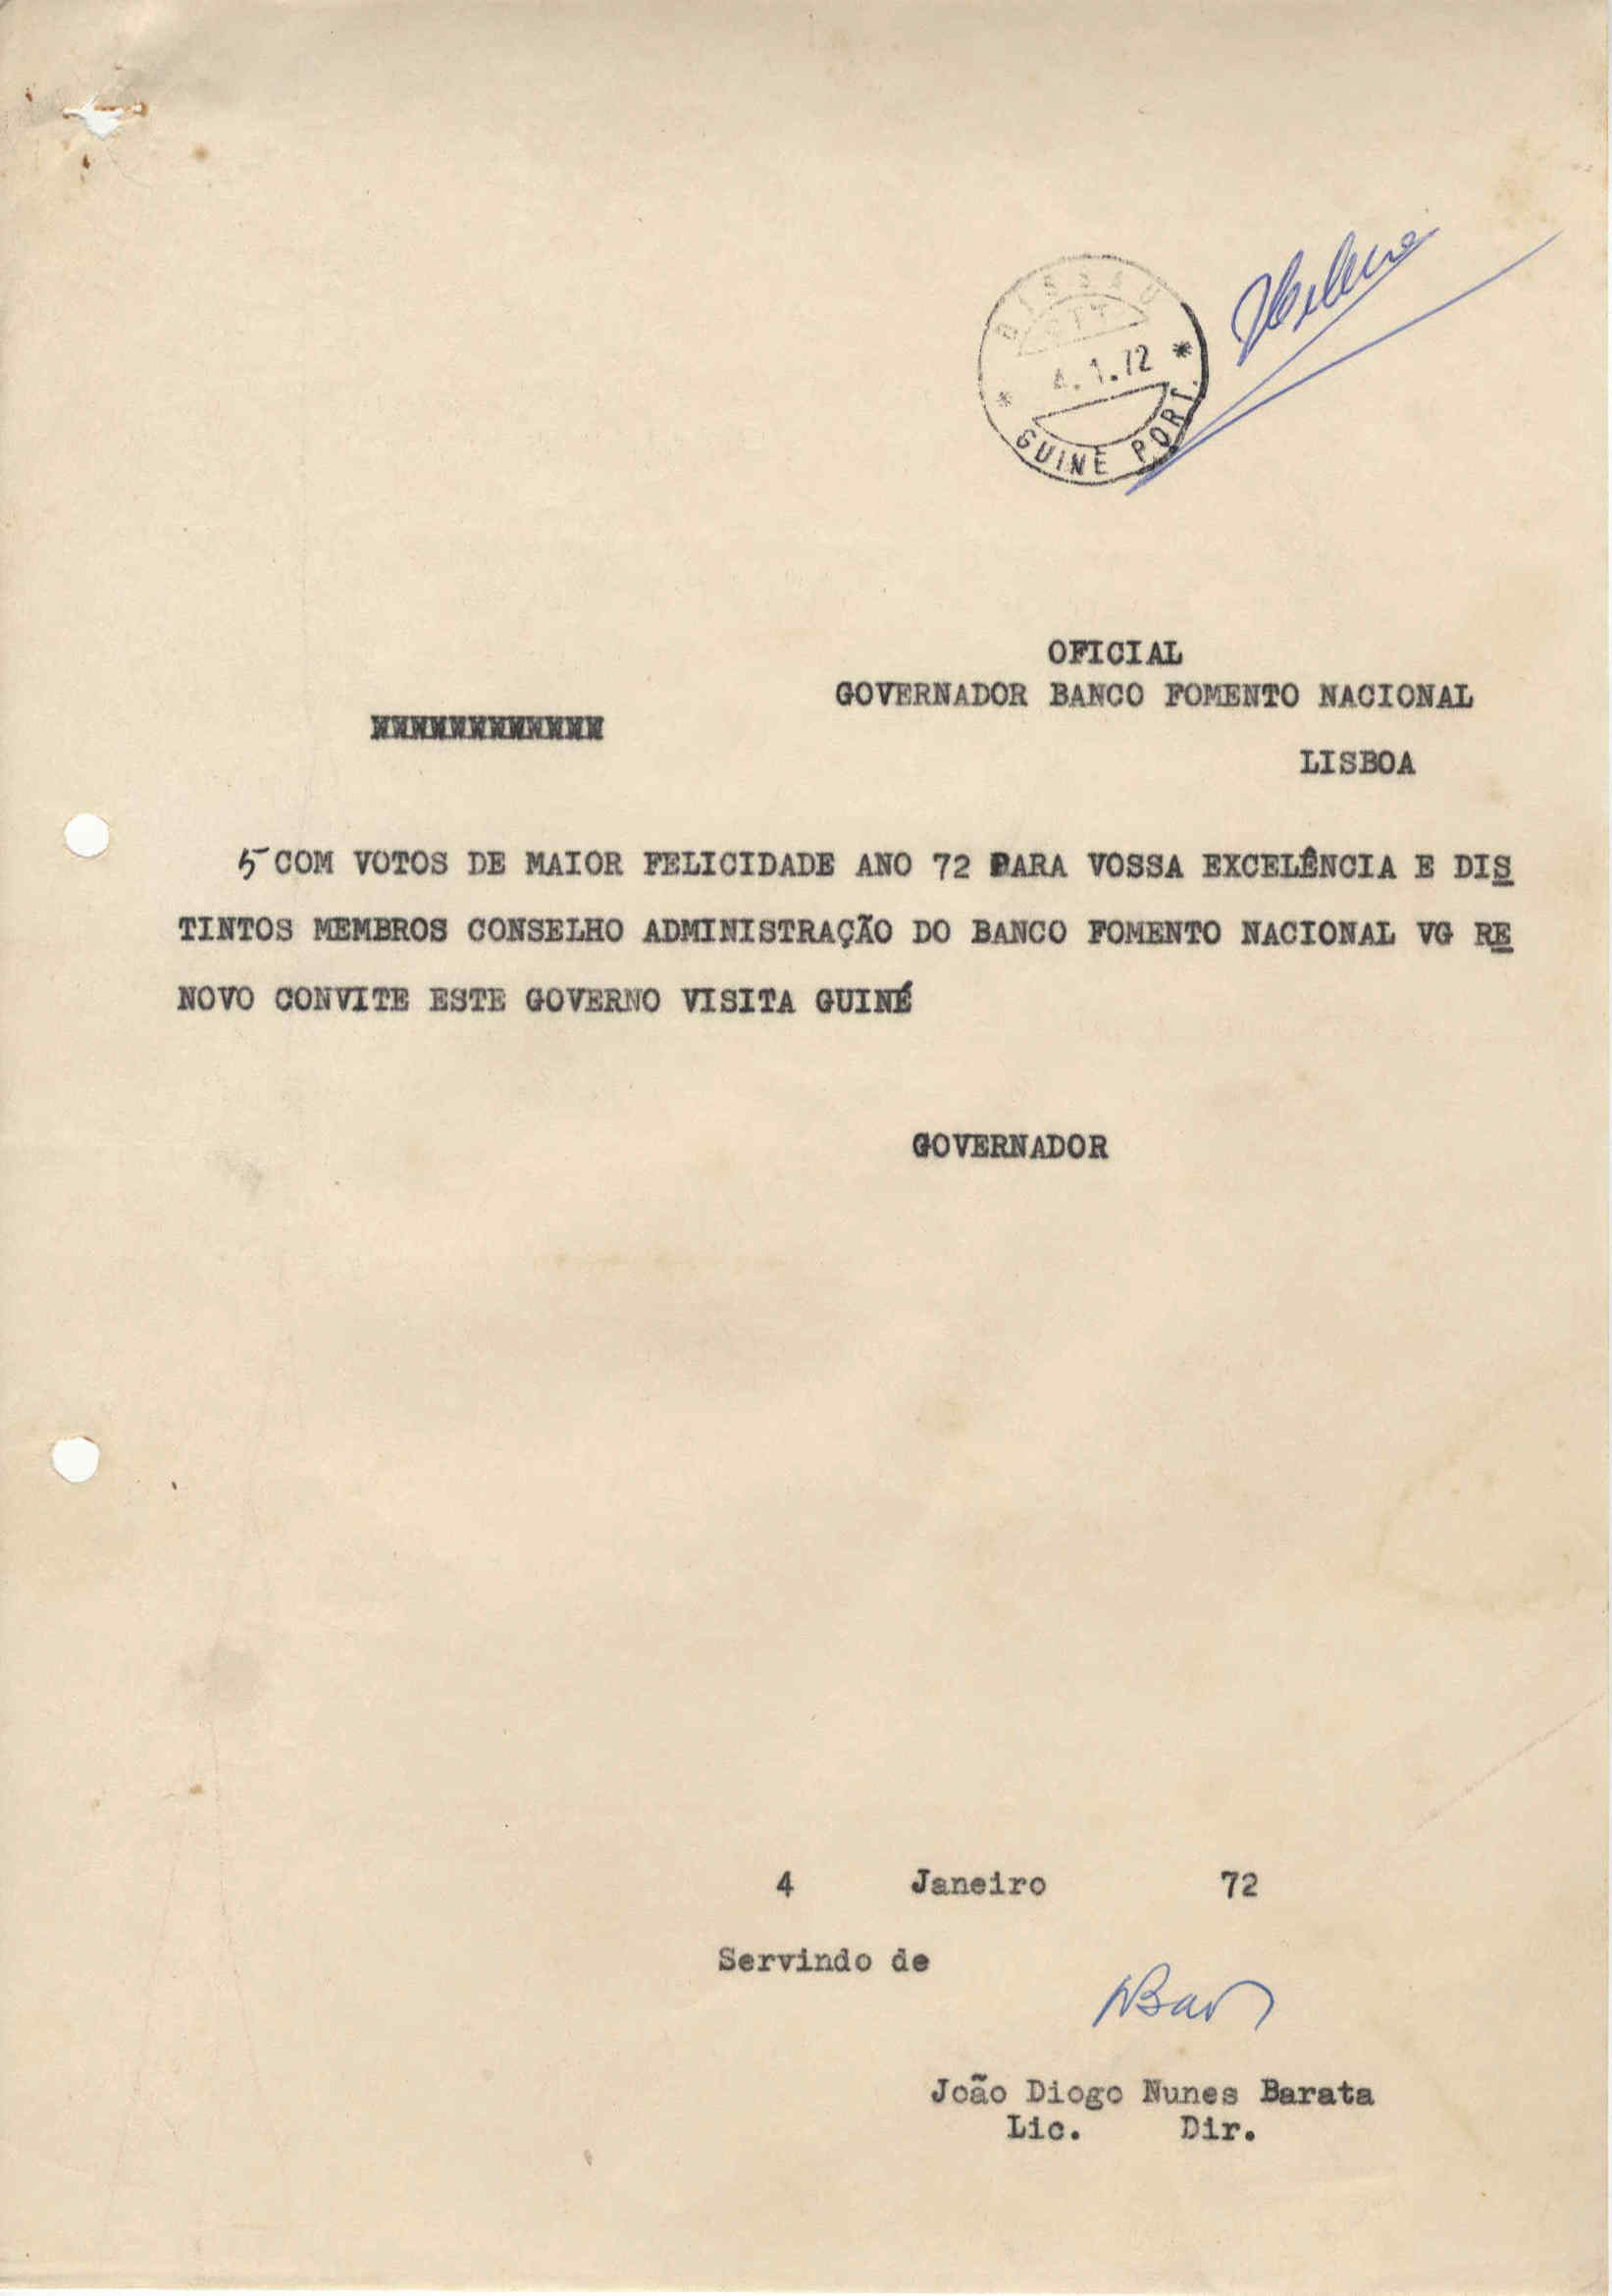 BISSAU
CTT
4.1.72
GUINÉ PORT.
OFICIAL
GOVERNADOR BANCO FOMENTO NACIONAL
LISBOA
5 COM VOTOS DE MAIOR FELICIDADE ANO 72 PARA VOSSA EXCELÊNCIA E DIS
TINTOS MEMBROS CONSELHO ADMINISTRAÇÃO DO BANCO FOMENTO NACIONAL VG RE
NOVO CONVITE ESTE GOVERNO VISITA GUINÉ
GOVERNADOR
4 Janeiro 72
Servindo de
João Diogo Nunes Barata
Lic. Dir.